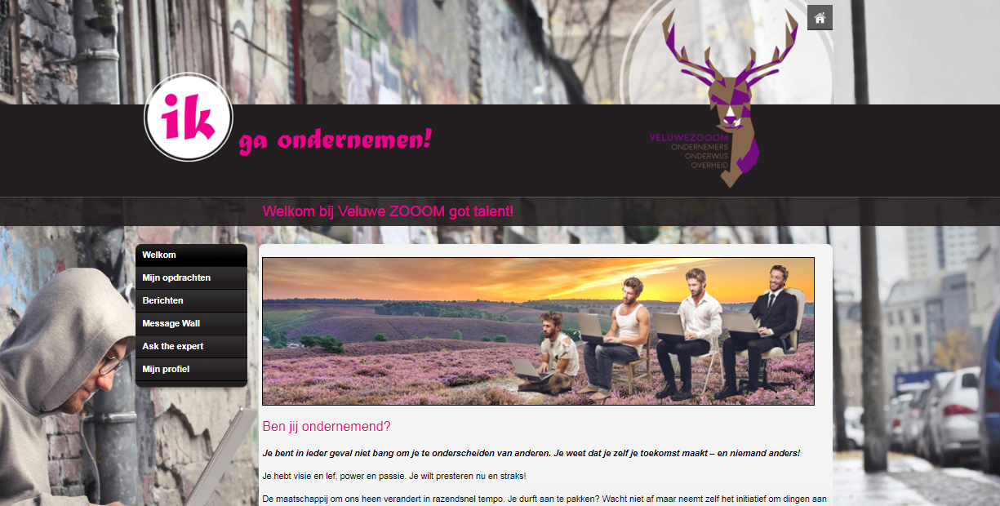 ik
ga ondernemen!
VELUWEZOOOM
ONDERNEMERS
ONDERWIJS
OVERHEID
Welkom bij Veluwe ZOOOM got talent!
Welkom
Mijn opdrachten
Berichten
Message Wall
Ask the expert
Mijn profiel
Ben jij ondernemend?
Je bent in ieder geval niet bang om je te onderscheiden van anderen. Je weet dat je zelf je toekomst maakt – en niemand anders!
Je hebt visie en lef, power en passie. Je wilt presteren nu en straks!
De maatschappij om ons heen verandert in razendsnel tempo. Je durft aan te pakken? Wacht niet af maar neemt zelf het initiatief om dingen aan